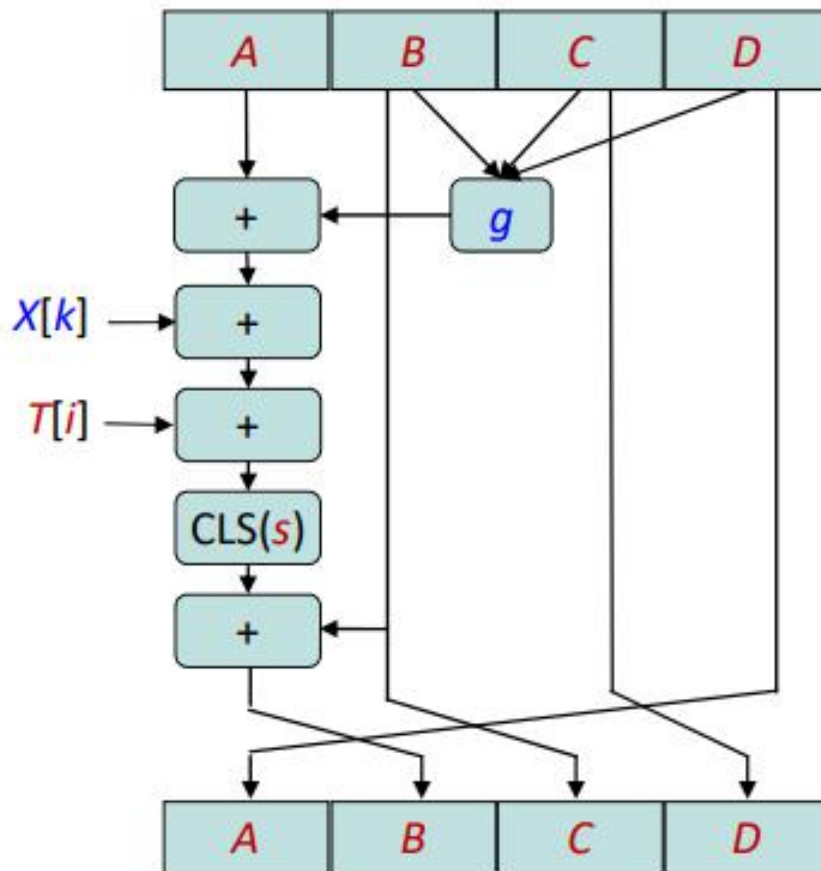 A B C D
+ g
X[k] +
T[i] +
CLS(s)
+
A B C D